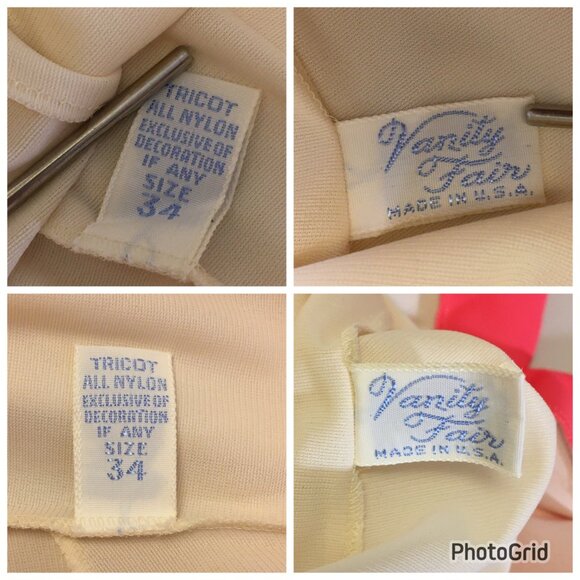 TRICOT
ALL NYLON
EXCLUSIVE OF
DECORATION
IF ANY
SIZE
34
Vanity
Fair
MADE IN U.S.A.
TRICOT
ALL NYLON
EXCLUSIVE OF
DECORATION
IF ANY
SIZE
34
Vanity
Fair
MADE IN U.S.A.
PhotoGrid